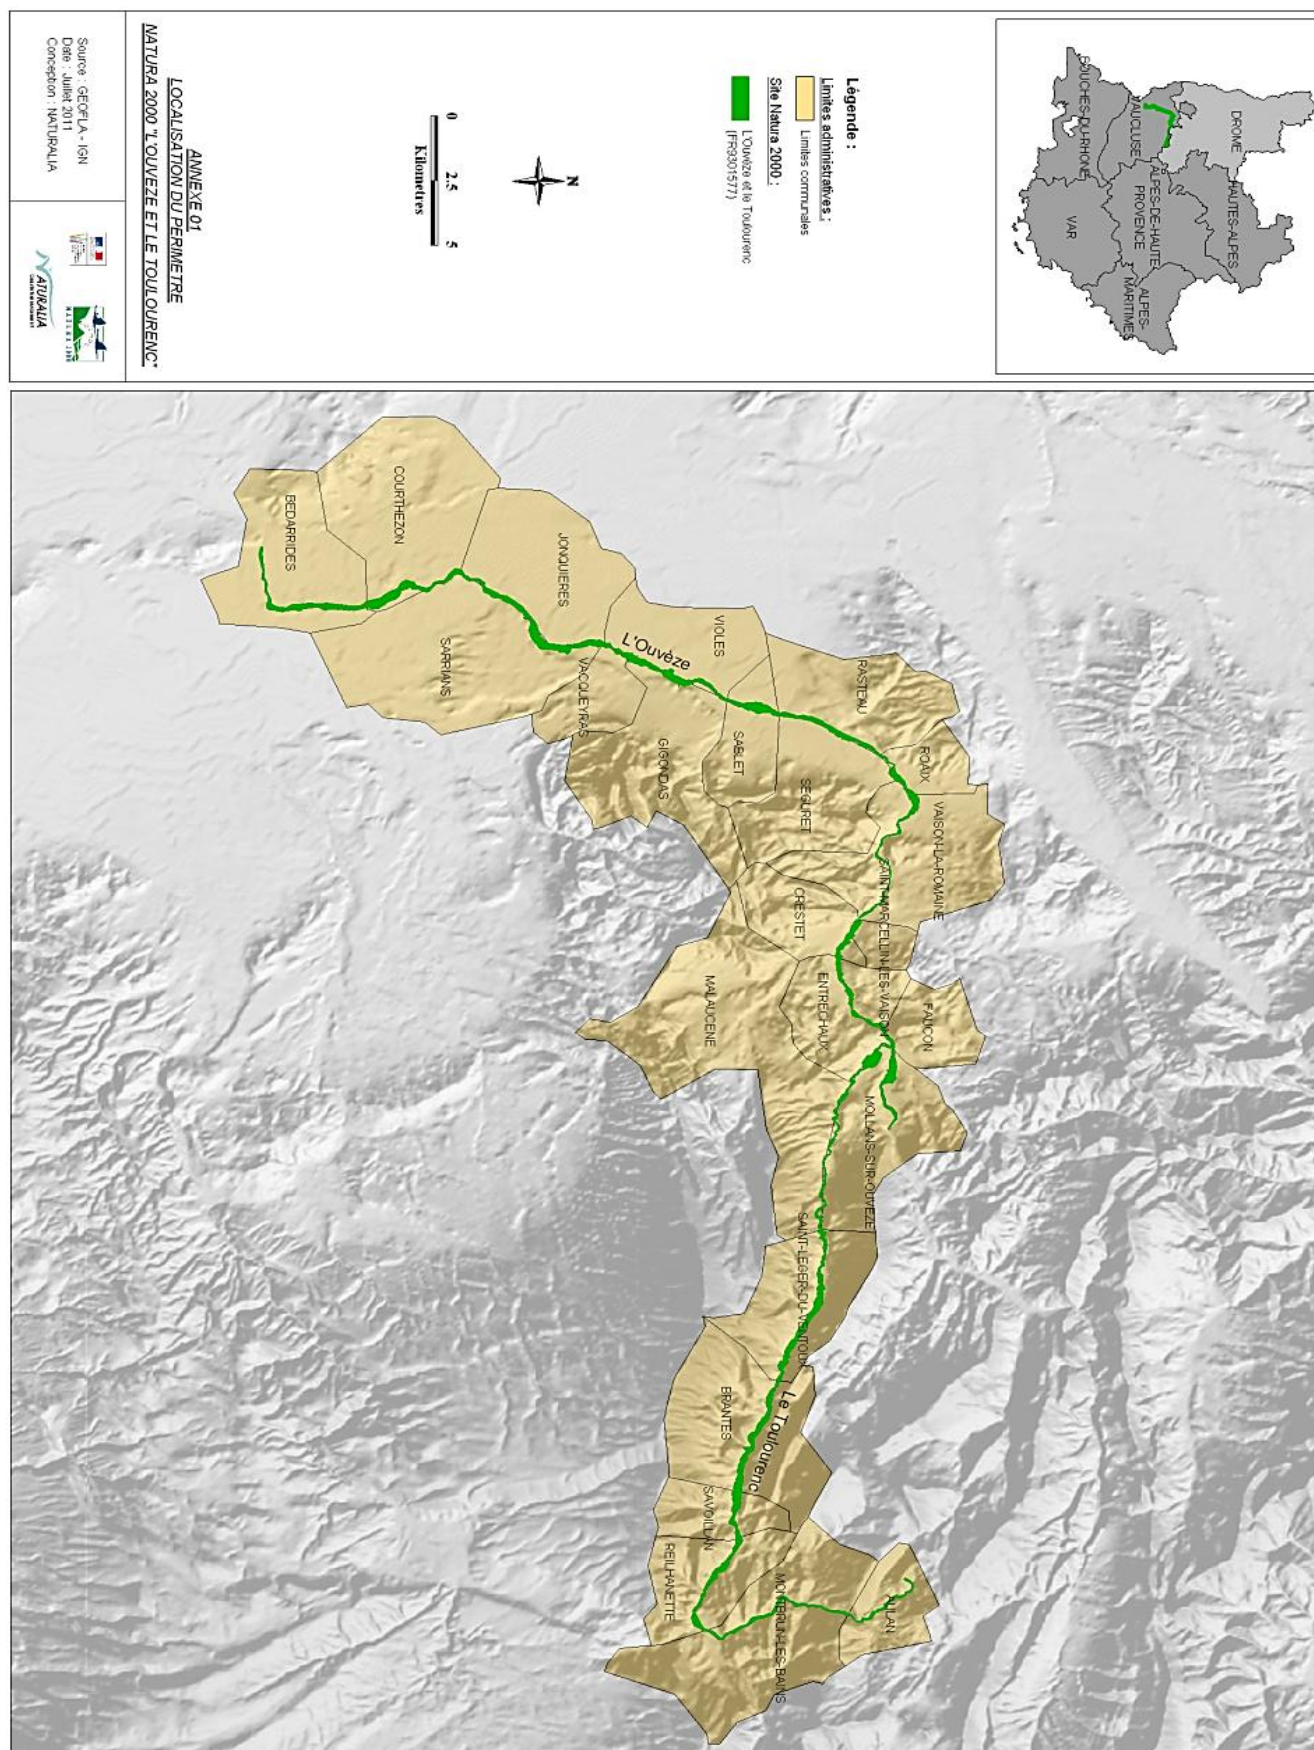 DROME
HAUTES-ALPES
VAUCLUSE
ALPES-DE-HAUTE-
PROVENCE
ALPES-
MARITIMES
BOUCHES-DU-RHONE
VAR
Légende :
Limites administratives :
Limites communales
Site Natura 2000 :
L'Ouvèze et le Toulourenc
(FR9301577)
N
0 2.5 5
Kilometres
ANNEXE 01
LOCALISATION DU PERIMETRE
NATURA 2000 "L'OUVEZE ET LE TOULOURENC"
Source : GEOFLA - IGN
Date : Juillet 2011
Conception : NATURALIA
NATURA 2000
NATURALIA
RASTEAU
ROAIX
VAISON-LA-ROMAINE
FAUCON
SAINT-MARCELLIN-LES-VAISON
MOLLANS-SUR-OUVEZE
AULAN
VIOLES
L'Ouvèze
SABLET
SEGURET
CRESTET
ENTRECHAUX
SAINT-LEGER-DU-VENTOUX
Le Toulourenc
MONTBRUN-LES-BAINS
JONQUIERES
VACQUEYRAS
GIGONDAS
MALAUCENE
BRANTES
SAVOILLAN
REILHANETTE
COURTHEZON
SARRIANS
BEDARRIDES